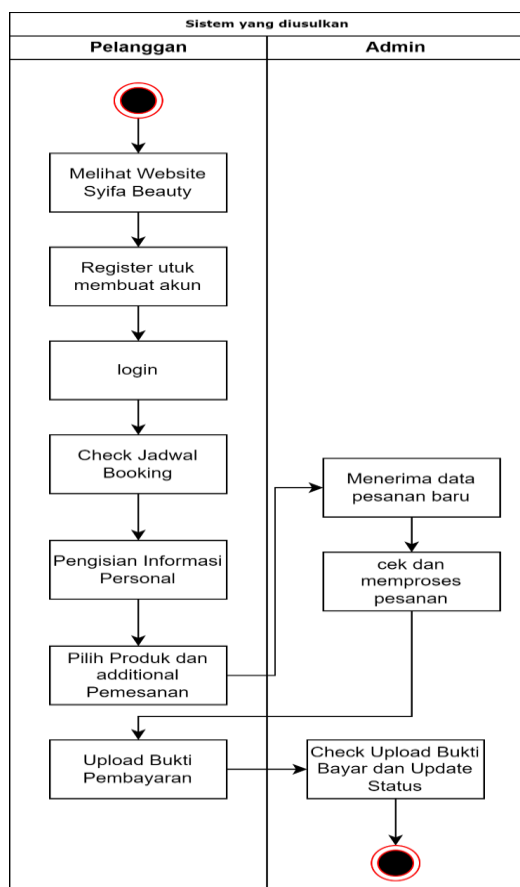 Sistem yang diusulkan
Pelanggan
Admin
Melihat Website
Syifa Beauty
Register utuk
membuat akun
login
Check Jadwal
Booking
Pengisian Informasi
Personal
Pilih Produk dan
additional
Pemesanan
Menerima data
pesanan baru
cek dan
memproses
pesanan
Upload Bukti
Pembayaran
Check Upload Bukti
Bayar dan Update
Status